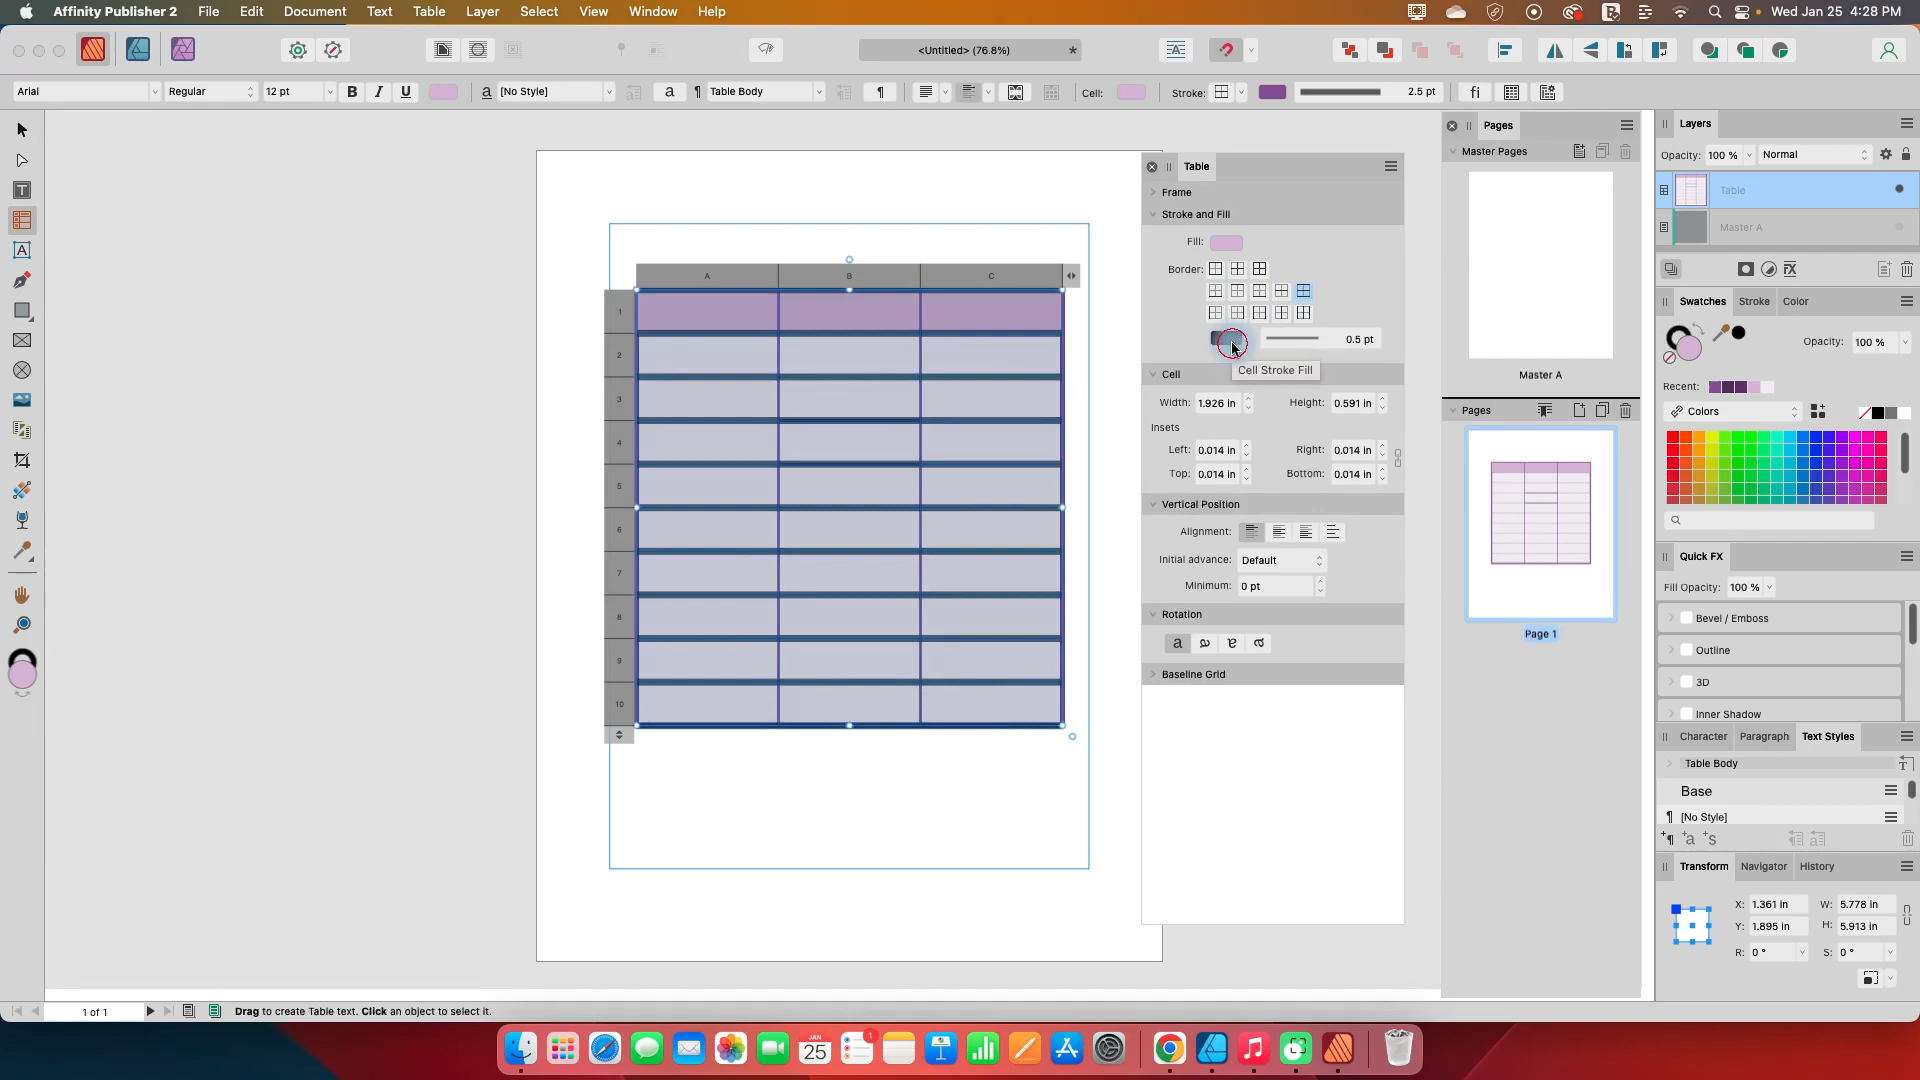 Affinity Publisher 2 File Edit Document Text Table Layer Select View Window Help Wed Jan 25 4:28 PM
<Untitled> (76.8%) *
Arial Regular 12 pt B I U a [No Style] a ¶ Table Body ¶ Cell: Stroke: 2.5 pt fi
Table
Frame
Stroke and Fill
Fill:
Border:
0.5 pt
Cell Stroke Fill
Cell
Width: 1.926 in Height: 0.591 in
Insets
Left: 0.014 in Right: 0.014 in
Top: 0.014 in Bottom: 0.014 in
Vertical Position
Alignment:
Initial advance: Default
Minimum: 0 pt
Rotation
a a a a
Baseline Grid
A B C
1
2
3
4
5
6
7
8
9
10
Pages
Master Pages
Master A
Pages
Page 1
Layers
Opacity: 100 % Normal
Table
Master A
Swatches Stroke Color
Opacity: 100 %
Recent:
Colors
Quick FX
Fill Opacity: 100 %
Bevel / Emboss
Outline
3D
Inner Shadow
Character Paragraph Text Styles
Table Body
Base
¶ [No Style]
Transform Navigator History
X: 1.361 in W: 5.778 in
Y: 1.895 in H: 5.913 in
R: 0 ° S: 0 °
1 of 1 Drag to create Table text. Click an object to select it.
JAN
25
1